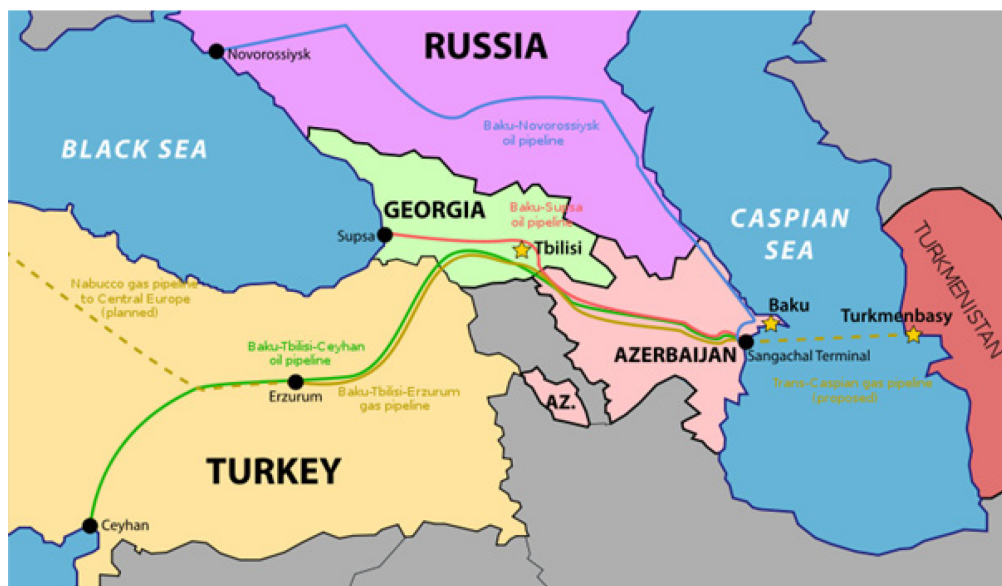 RUSSIA
Novorossiysk
BLACK SEA
Baku-Novorossiysk
oil pipeline
GEORGIA
Baku-Supsa
oil pipeline
Supsa
Tbilisi
CASPIAN
SEA
TURKMENISTAN
Nabucco gas pipeline
to Central Europe
(planned)
Baku
Turkmenbasy
Baku-Tbilisi-Ceyhan
oil pipeline
AZERBAIJAN
Sangachal Terminal
Erzurum
Baku-Tbilisi-Erzurum
gas pipeline
AZ.
Trans-Caspian gas pipeline
(proposed)
TURKEY
Ceyhan